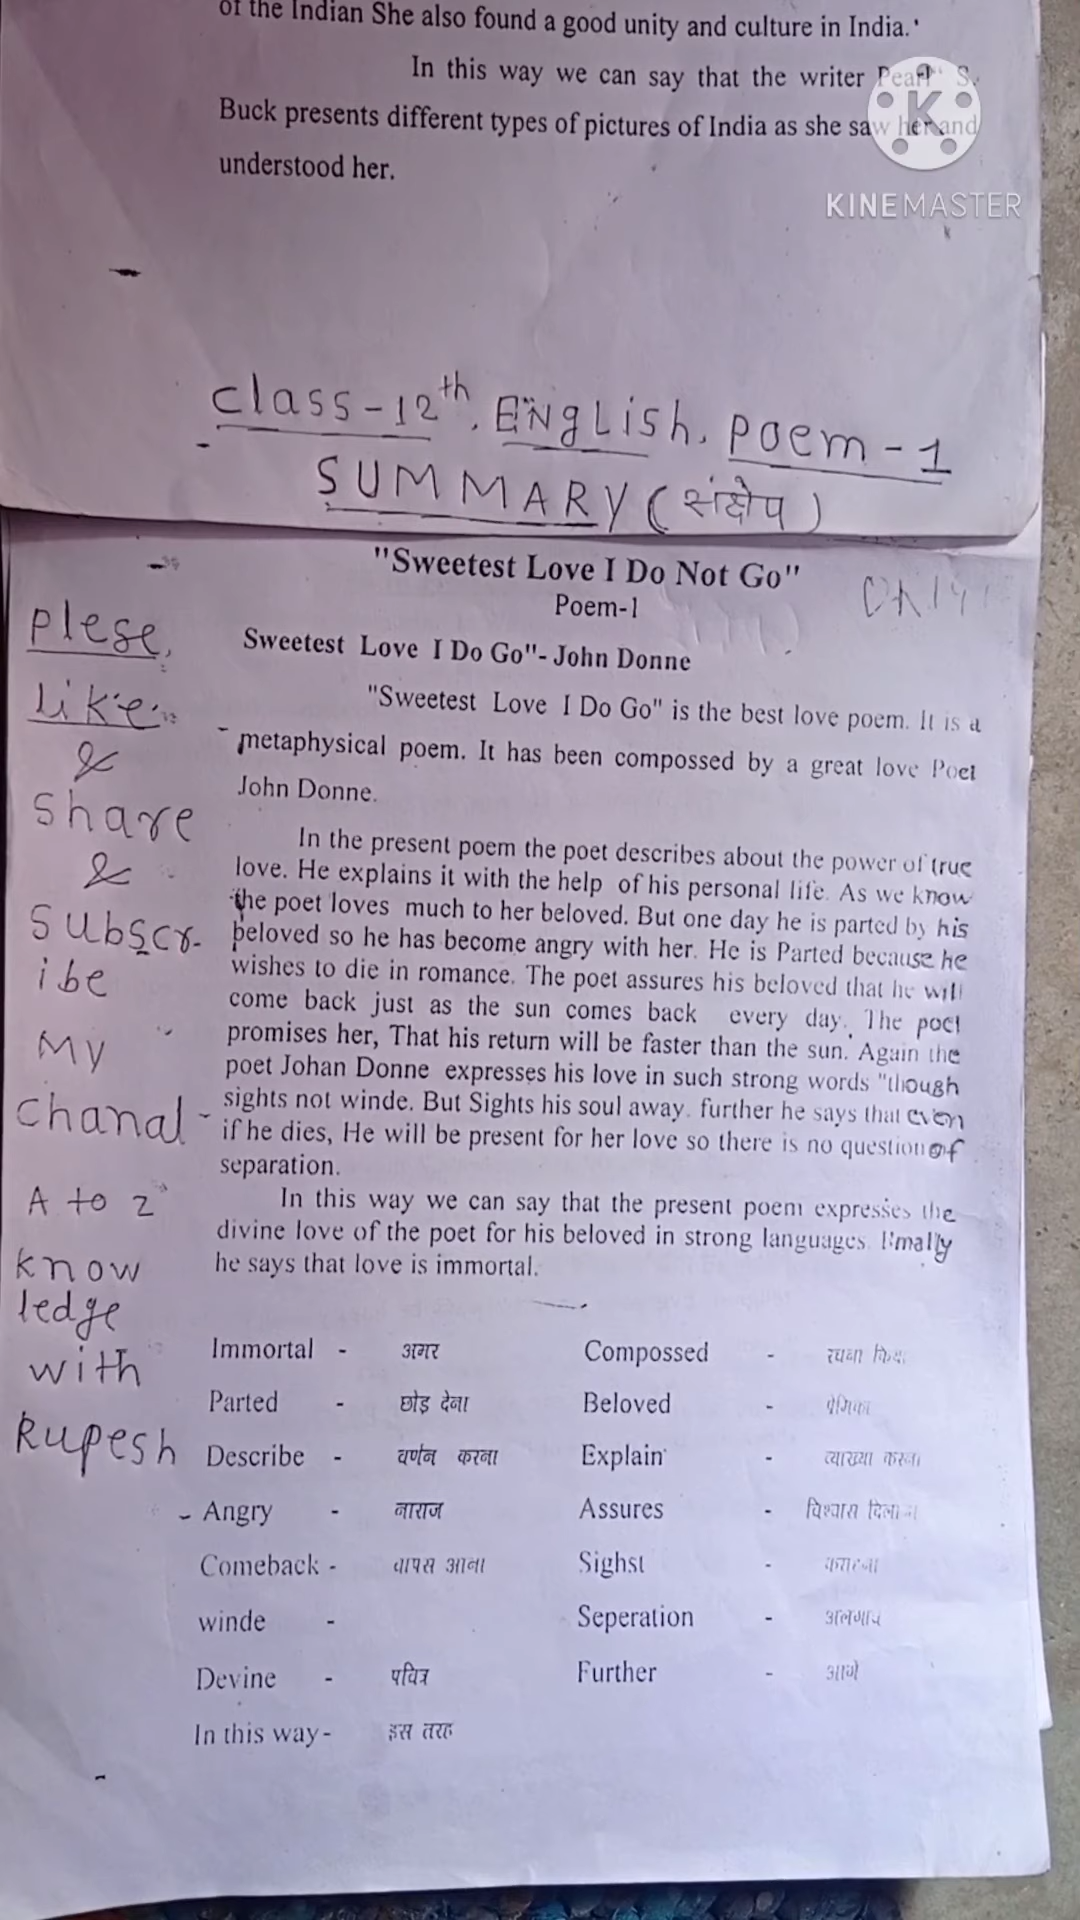 of the Indian She also found a good unity and culture in India.'
In this way we can say that the writer Pearl S.
Buck presents different types of pictures of India as she saw her and
understood her.
KINEMASTER
Class-12th, ENglish, Poem-1
SUMMARY (संक्षेप)
"Sweetest Love I Do Not Go"
Poem-1
Sweetest Love I Do Go"- John Donne
"Sweetest Love I Do Go" is the best love poem. It is a
metaphysical poem. It has been compossed by a great love Poet
John Donne.
In the present poem the poet describes about the power of true
love. He explains it with the help of his personal life. As we know
the poet loves much to her beloved. But one day he is parted by his
beloved so he has become angry with her. He is Parted because he
wishes to die in romance. The poet assures his beloved that he will
come back just as the sun comes back every day. The poet
promises her, That his return will be faster than the sun. Again the
poet Johan Donne expresses his love in such strong words "though
sights not winde. But Sights his soul away. further he says that even
if he dies, He will be present for her love so there is no question of
separation.
In this way we can say that the present poem expresses the
divine love of the poet for his beloved in strong languages. Finally
he says that love is immortal.
Immortal - अमर Compossed - रचना
Parted - छोड़ देना Beloved - प्रेमिका
Describe - वर्णन करना Explain - व्याख्या करना
Angry - नाराज Assures - विश्वास दिलाना
Comeback - वापस आना Sighst - कराहना
winde - Seperation - अलगाव
Devine - पवित्र Further - आगे
In this way- इस तरह
Plese,
Like
&
Share
&
Subscr-
ibe
My
Chanal
A to Z
Know
ledge
with
Rupesh